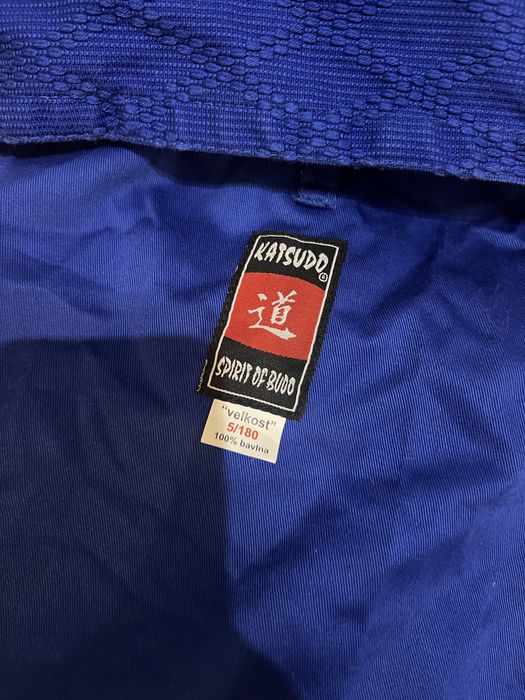 KATSUDO
®
道
SPIRIT OF BUDO
"velkost"
5/180
100% bavlna